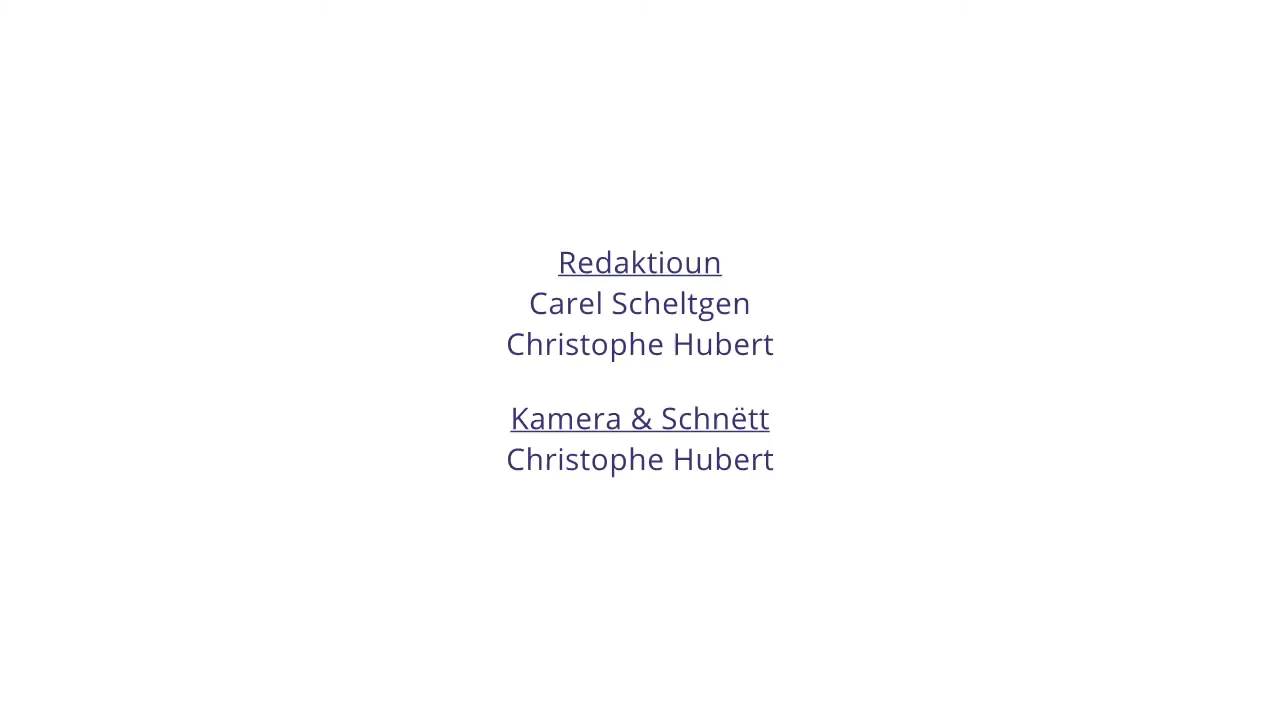 Redaktioun
Carel Scheltgen
Christophe Hubert
Kamera & Schnëtt
Christophe Hubert